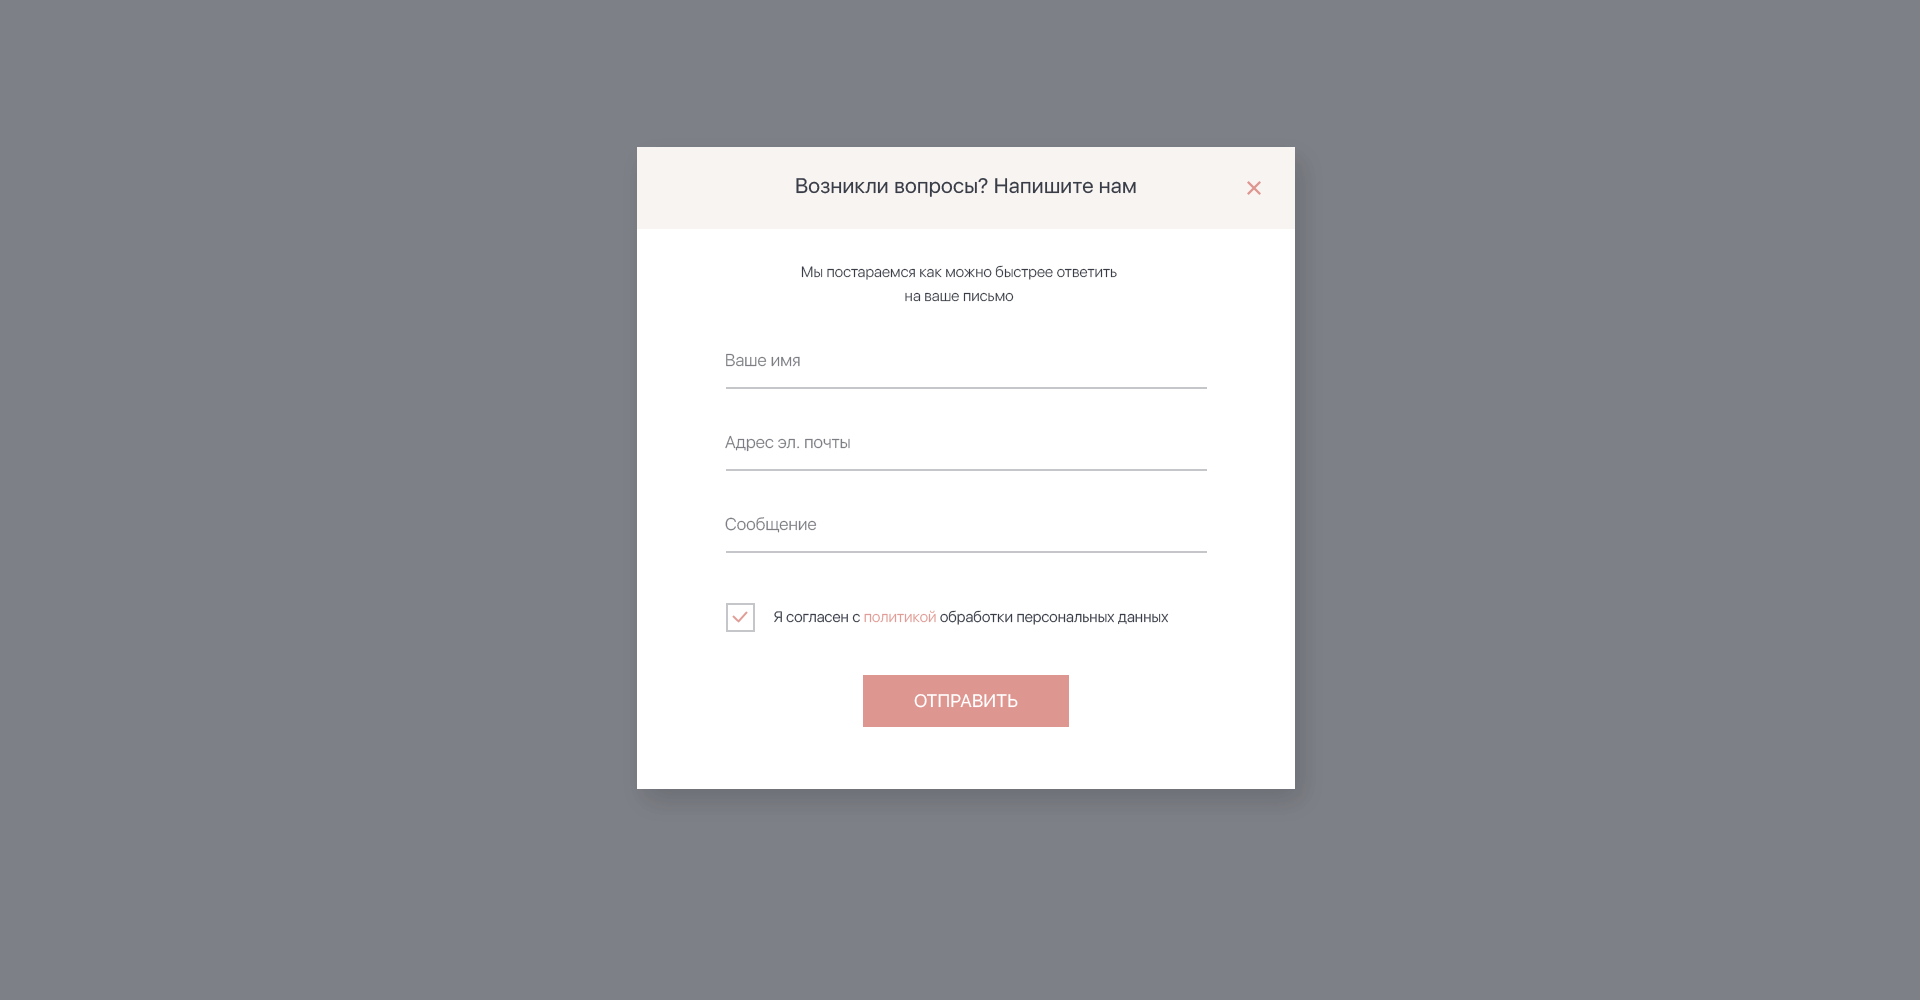 Возникли вопросы? Напишите нам
Мы постараемся как можно быстрее ответить
на ваше письмо
Ваше имя
Адрес эл. почты
Сообщение
Я согласен с политикой обработки персональных данных
ОТПРАВИТЬ